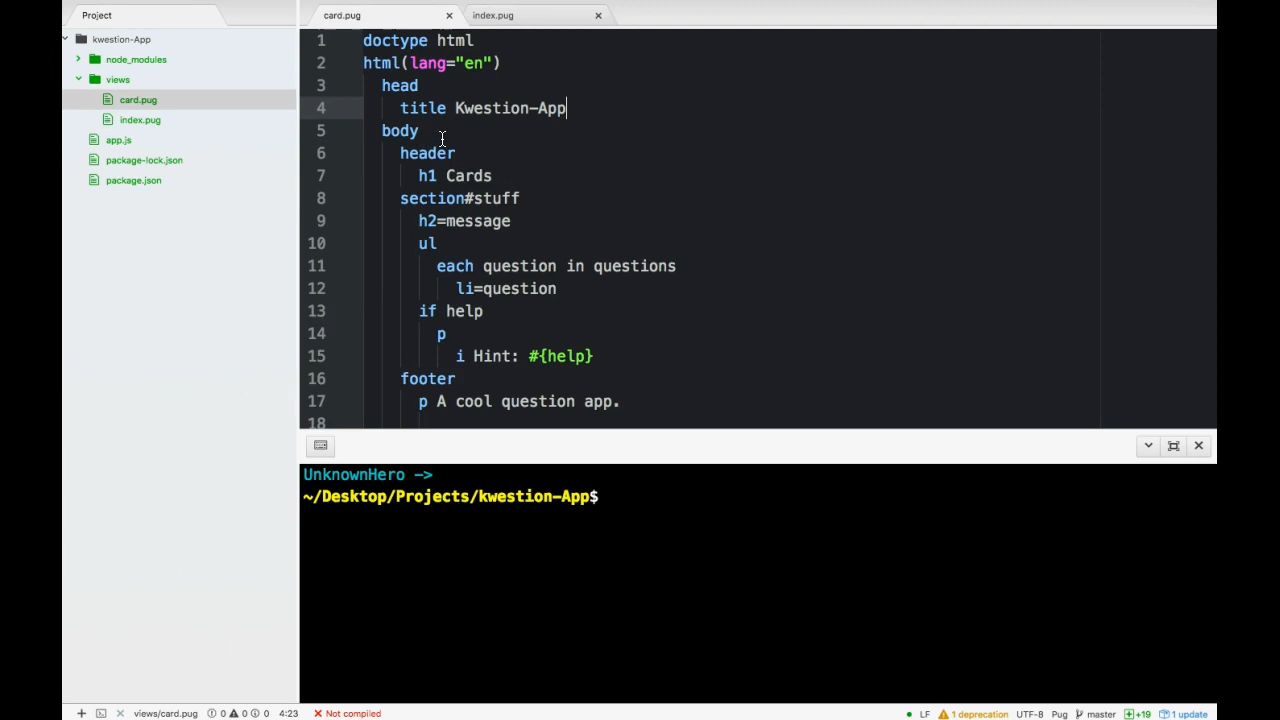 Project
card.pug
index.pug
kwestion-App
node_modules
views
card.pug
index.pug
app.js
package-lock.json
package.json
1 doctype html
2 html(lang="en")
3 head
4 title Kwestion-App
5 body
6 header
7 h1 Cards
8 section#stuff
9 h2=message
10 ul
11 each question in questions
12 li=question
13 if help
14 p
15 i Hint: #{help}
16 footer
17 p A cool question app.
18
UnknownHero ->
~/Desktop/Projects/kwestion-App$
views/card.pug 0 0 0 4:23 Not compiled LF 1 deprecation UTF-8 Pug master +19 1 update